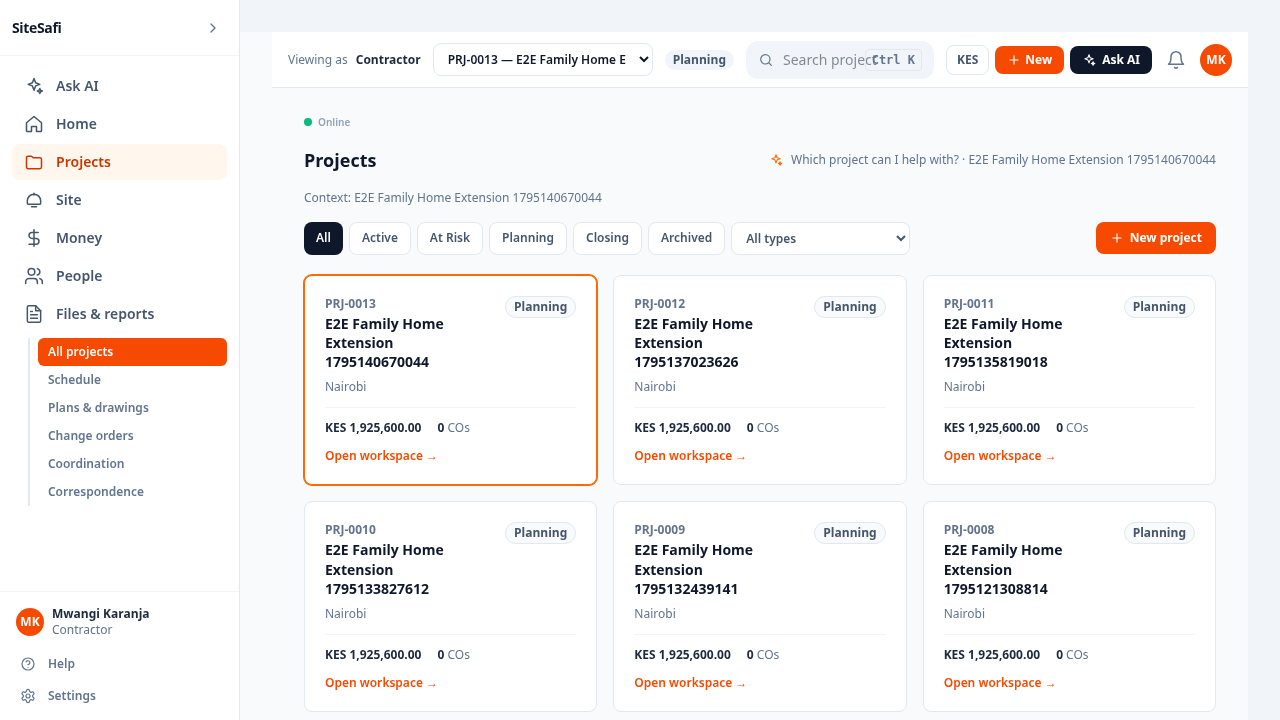 SiteSafi
Ask AI
Home
Projects
Site
Money
People
Files & reports
All projects
Schedule
Plans & drawings
Change orders
Coordination
Correspondence
MK
Mwangi Karanja
Contractor
Help
Settings
Viewing as Contractor
PRJ-0013 — E2E Family Home E
Planning
Search project
Ctrl K
KES
New
Ask AI
MK
Online
Projects
Which project can I help with? · E2E Family Home Extension 1795140670044
Context: E2E Family Home Extension 1795140670044
All
Active
At Risk
Planning
Closing
Archived
All types
New project
PRJ-0013
Planning
E2E Family Home
Extension
1795140670044
Nairobi
KES 1,925,600.00 0 COs
Open workspace →
PRJ-0012
Planning
E2E Family Home
Extension
1795137023626
Nairobi
KES 1,925,600.00 0 COs
Open workspace →
PRJ-0011
Planning
E2E Family Home
Extension
1795135819018
Nairobi
KES 1,925,600.00 0 COs
Open workspace →
PRJ-0010
Planning
E2E Family Home
Extension
1795133827612
Nairobi
KES 1,925,600.00 0 COs
Open workspace →
PRJ-0009
Planning
E2E Family Home
Extension
1795132439141
Nairobi
KES 1,925,600.00 0 COs
Open workspace →
PRJ-0008
Planning
E2E Family Home
Extension
1795121308814
Nairobi
KES 1,925,600.00 0 COs
Open workspace →